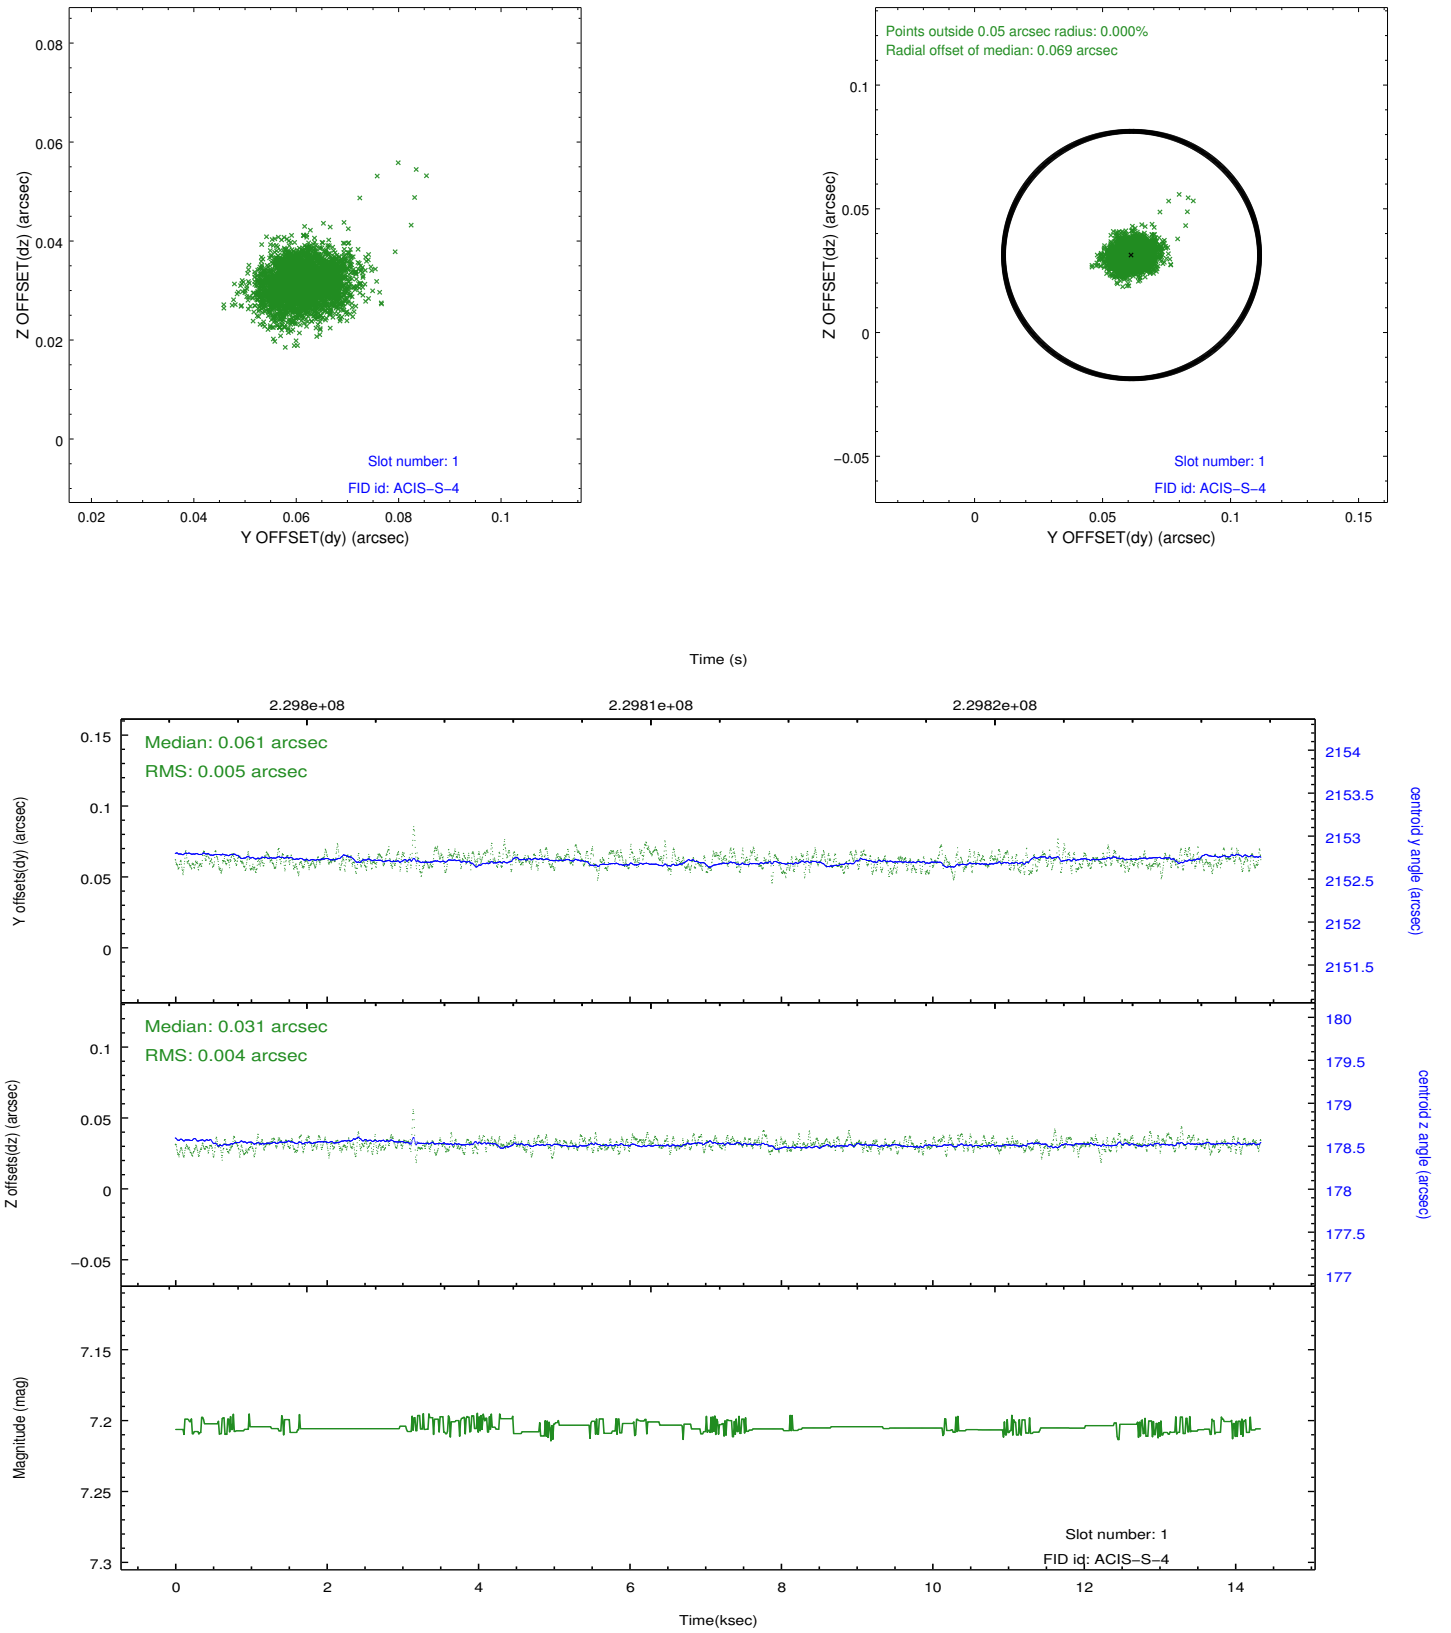 0.08
0.06
0.04
0.02
0
Z OFFSET(dz) (arcsec)
Slot number: 1
FID id: ACIS−S−4
0.02 0.04 0.06 0.08 0.1
Y OFFSET(dy) (arcsec)
Points outside 0.05 arcsec radius: 0.000%
Radial offset of median: 0.069 arcsec
0.1
0.05
0
−0.05
Z OFFSET(dz) (arcsec)
Slot number: 1
FID id: ACIS−S−4
0 0.05 0.1 0.15
Y OFFSET(dy) (arcsec)
Time (s)
2.298e+08 2.2981e+08 2.2982e+08
Median: 0.061 arcsec
RMS: 0.005 arcsec
0.15
0.1
0.05
0
Y offsets(dy) (arcsec)
2154
2153.5
2153
2152.5
2152
2151.5
centroid y angle (arcsec)
Median: 0.031 arcsec
RMS: 0.004 arcsec
0.1
0.05
0
−0.05
Z offsets(dz) (arcsec)
180
179.5
179
178.5
178
177.5
177
centroid z angle (arcsec)
7.15
7.2
7.25
7.3
Magnitude (mag)
Slot number: 1
FID id: ACIS−S−4
0 2 4 6 8 10 12 14
Time(ksec)